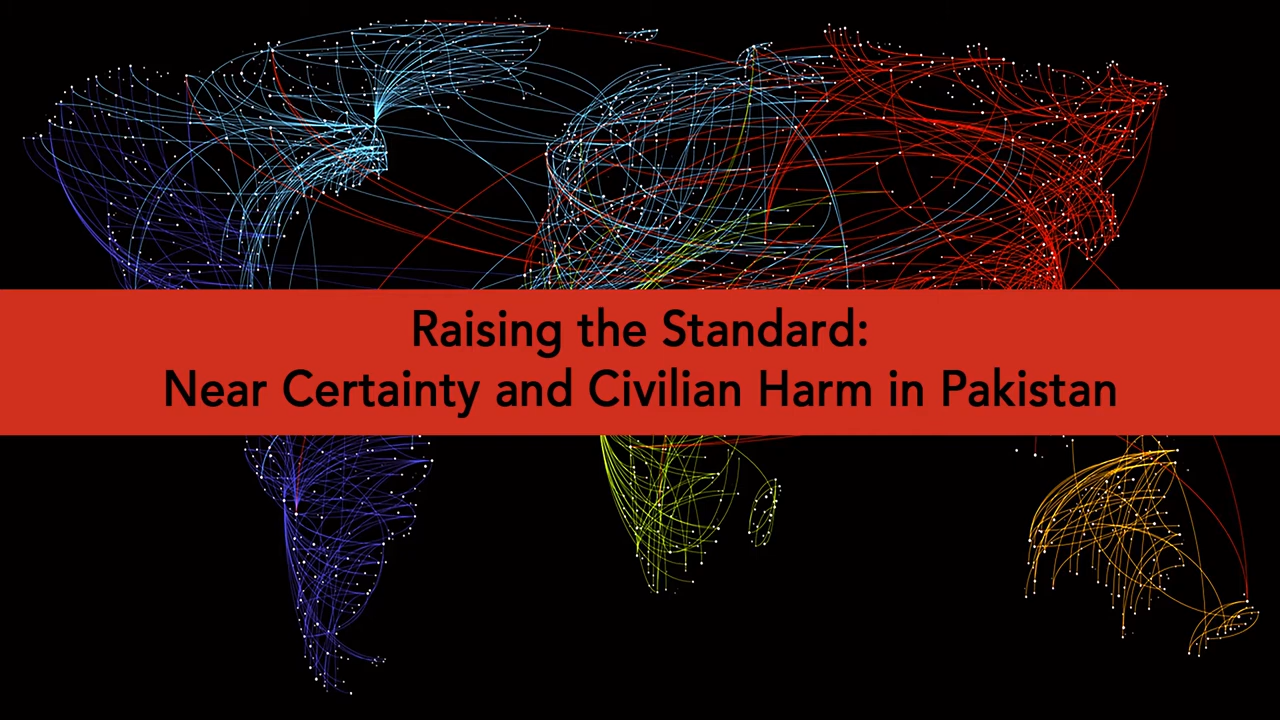 Raising the Standard:
Near Certainty and Civilian Harm in Pakistan